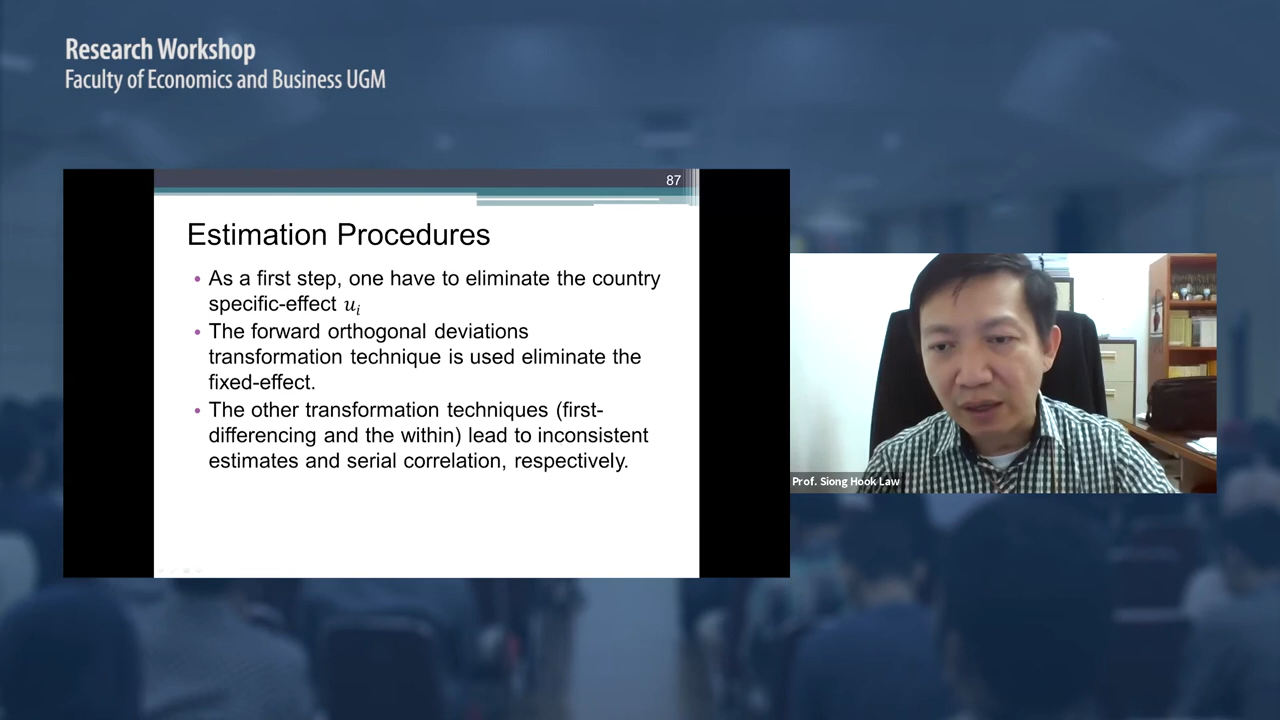 Research Workshop
Faculty of Economics and Business UGM
87
Estimation Procedures
• As a first step, one have to eliminate the country
specific-effect uᵢ
• The forward orthogonal deviations
transformation technique is used eliminate the
fixed-effect.
• The other transformation techniques (first-
differencing and the within) lead to inconsistent
estimates and serial correlation, respectively.
Prof. Siong Hook Law